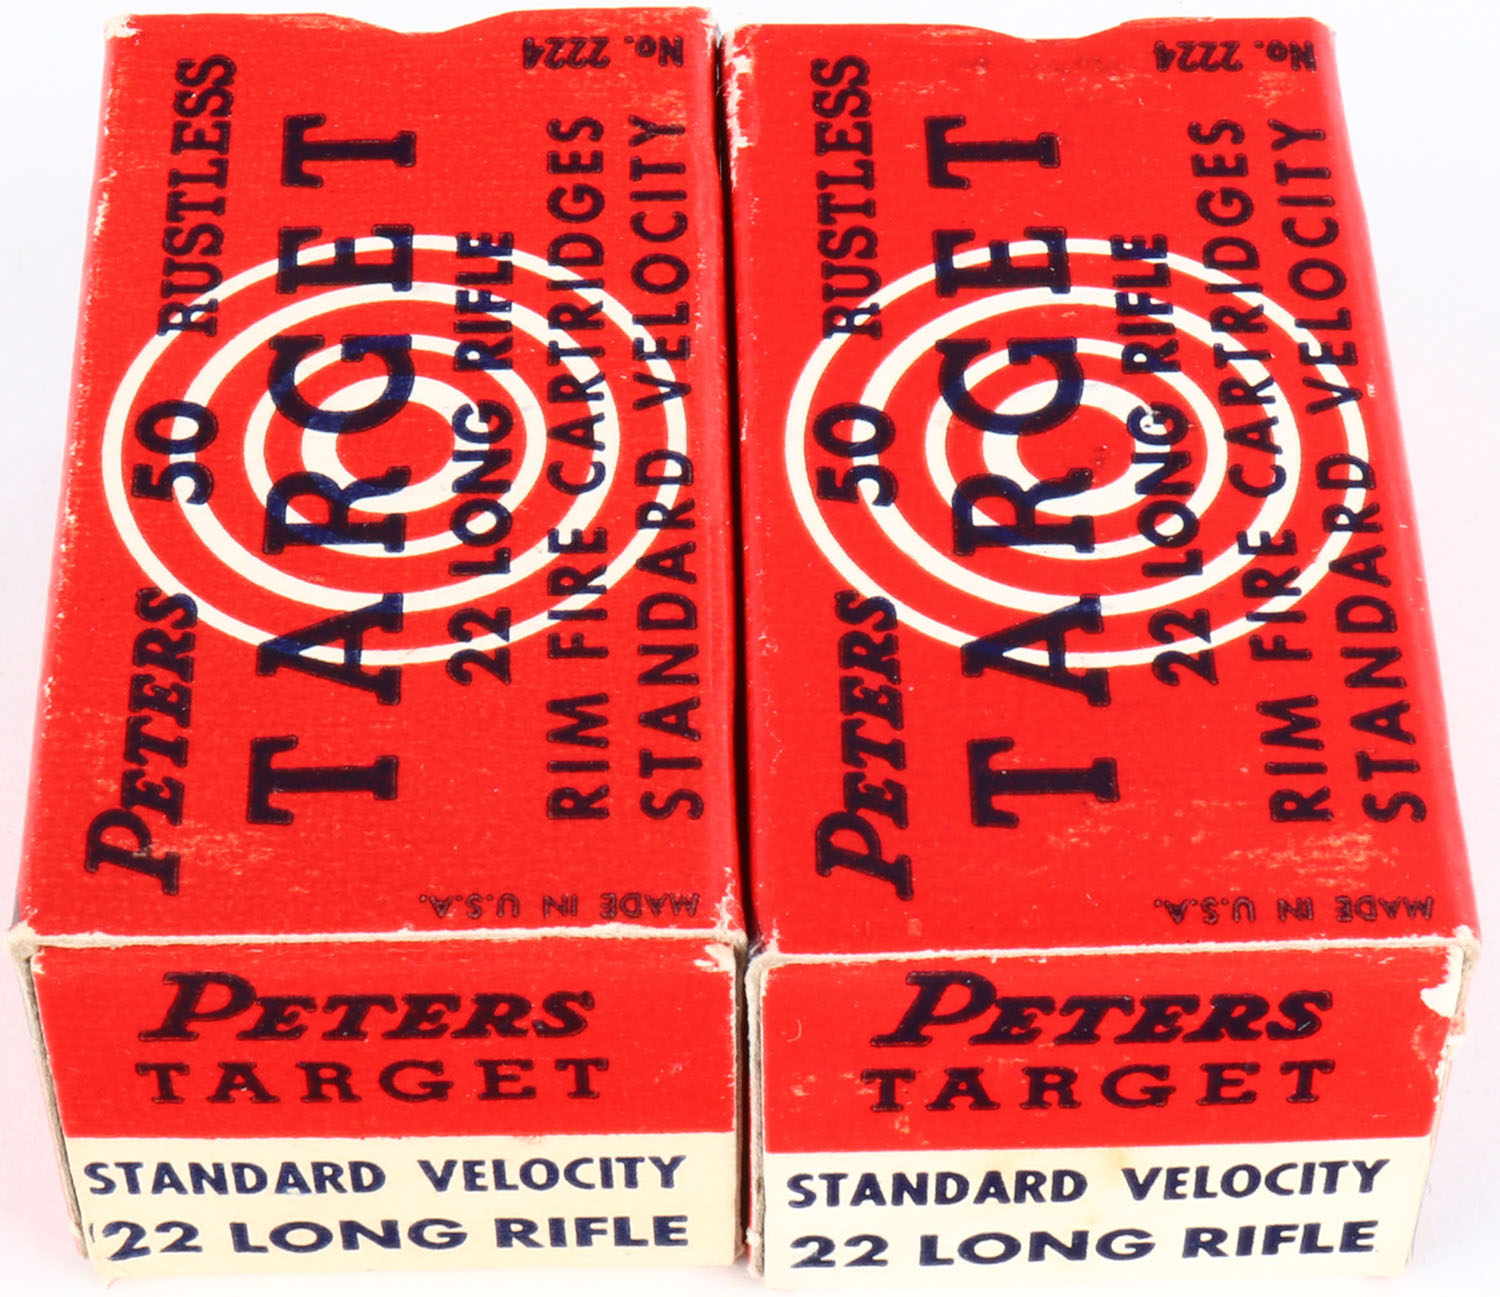 No. 2224
PETERS 50 RUSTLESS
TARGET
22 LONG RIFLE
RIM FIRE CARTRIDGES
STANDARD VELOCITY
MADE IN U.S.A.
PETERS
TARGET
STANDARD VELOCITY
22 LONG RIFLE
No. 2224
PETERS 50 RUSTLESS
TARGET
22 LONG RIFLE
RIM FIRE CARTRIDGES
STANDARD VELOCITY
MADE IN U.S.A.
PETERS
TARGET
STANDARD VELOCITY
22 LONG RIFLE